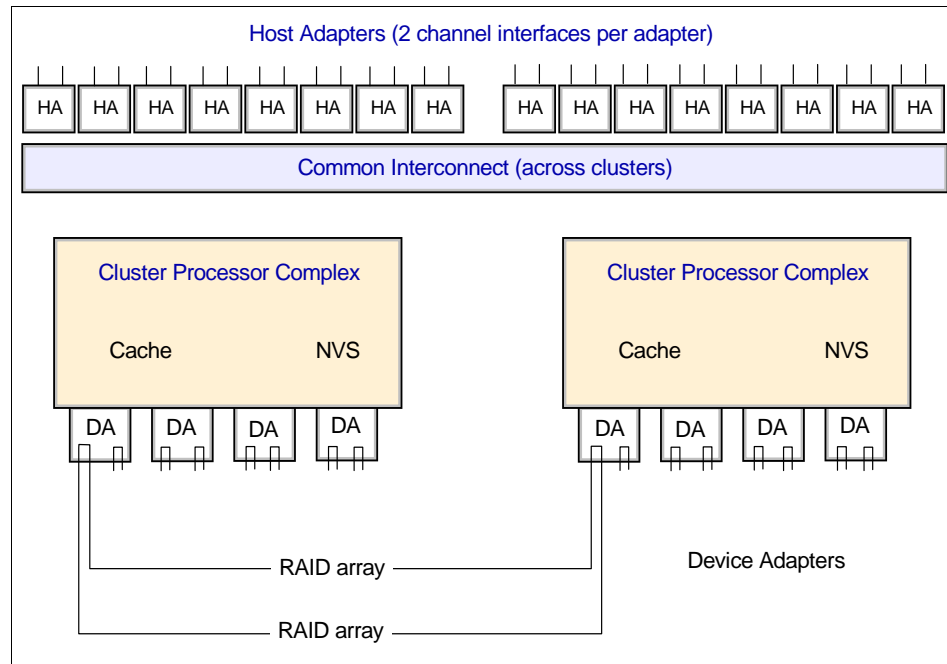 Host Adapters (2 channel interfaces per adapter)
HA HA HA HA HA HA HA HA HA HA HA HA HA HA HA HA
Common Interconnect (across clusters)
Cluster Processor Complex Cluster Processor Complex
Cache NVS Cache NVS
DA DA DA DA DA DA DA DA
RAID array Device Adapters
RAID array